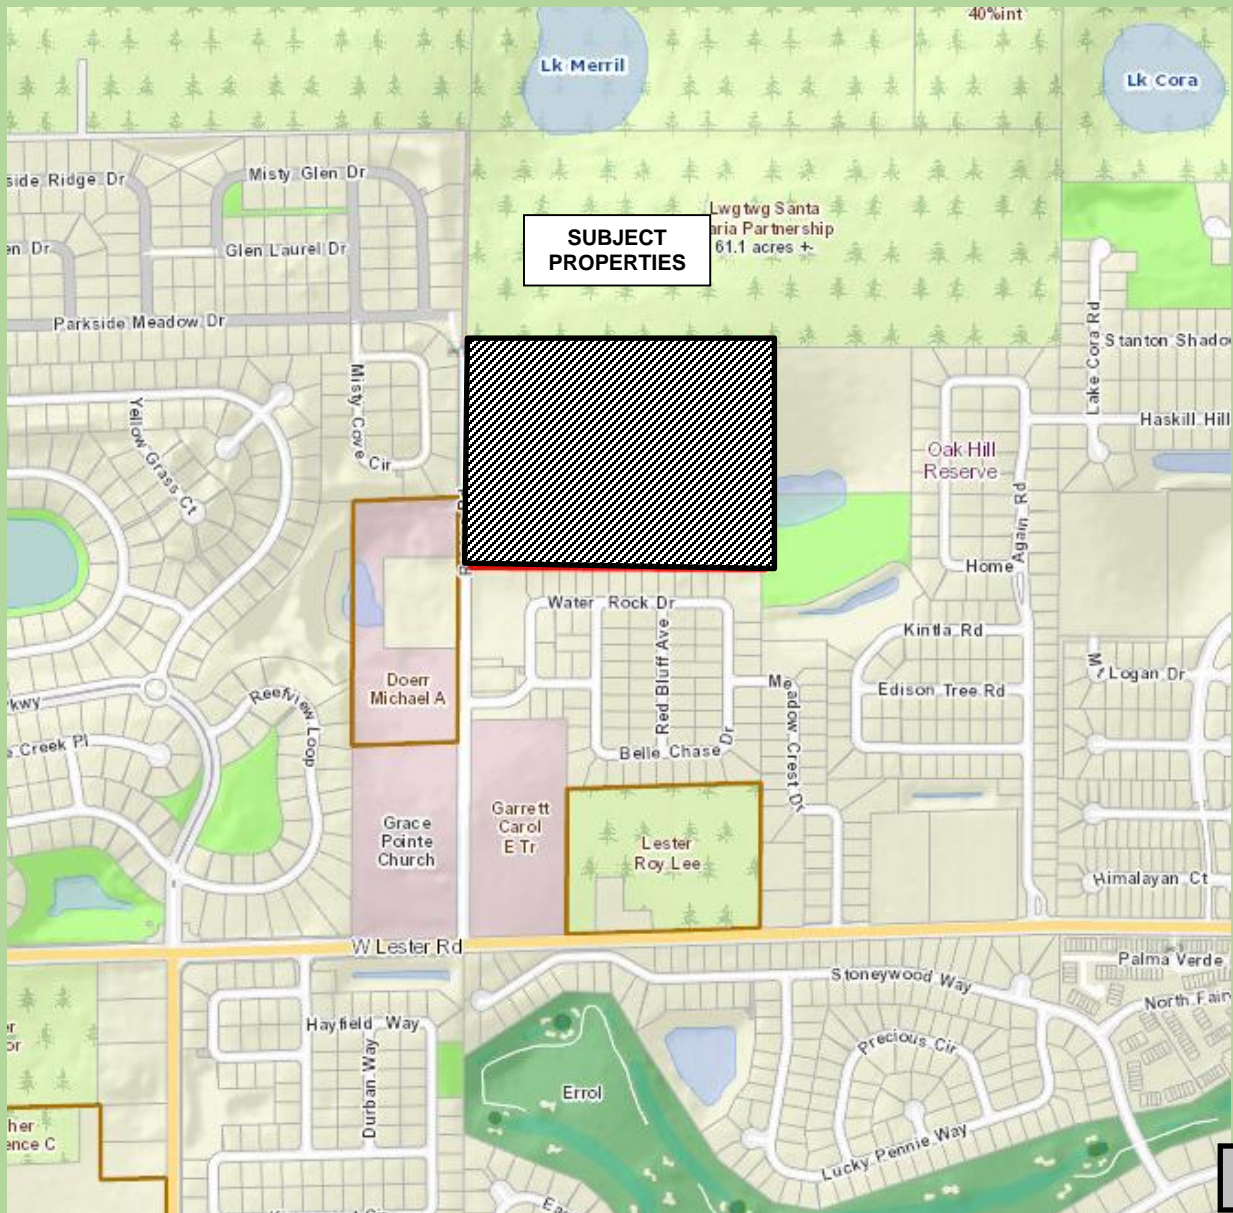 40%int
Lk Merril
Lk Cora
side Ridge Dr
Misty Glen Dr
Lwgtwg Santa
aria Partnership
61.1 acres +-
SUBJECT
PROPERTIES
en Dr
Glen Laurel Dr
Parkside Meadow Dr
Lake Cora Rd
Stanton Shado
Misty Cove Cir
Yellow Grass Ct
Haskill Hill
Oak Hill
Reserve
Home Again Rd
Water Rock Dr
Red Bluff Ave
Kintla Rd
Doerr
Michael A
Meadow Crest Dr
Edison Tree Rd
Logan Dr
kwy
Reefview Loop
e Creek Pl
Belle Chase Dr
Grace
Pointe
Church
Garrett
Carol
E Tr
Lester
Roy Lee
Himalayan Ct
W Lester Rd
Palma Verde
Stoneywood Way
North Fair
er
or
Hayfield Way
Durban Way
Precious Cir
Errol
her
ence C
Lucky Pennie Way